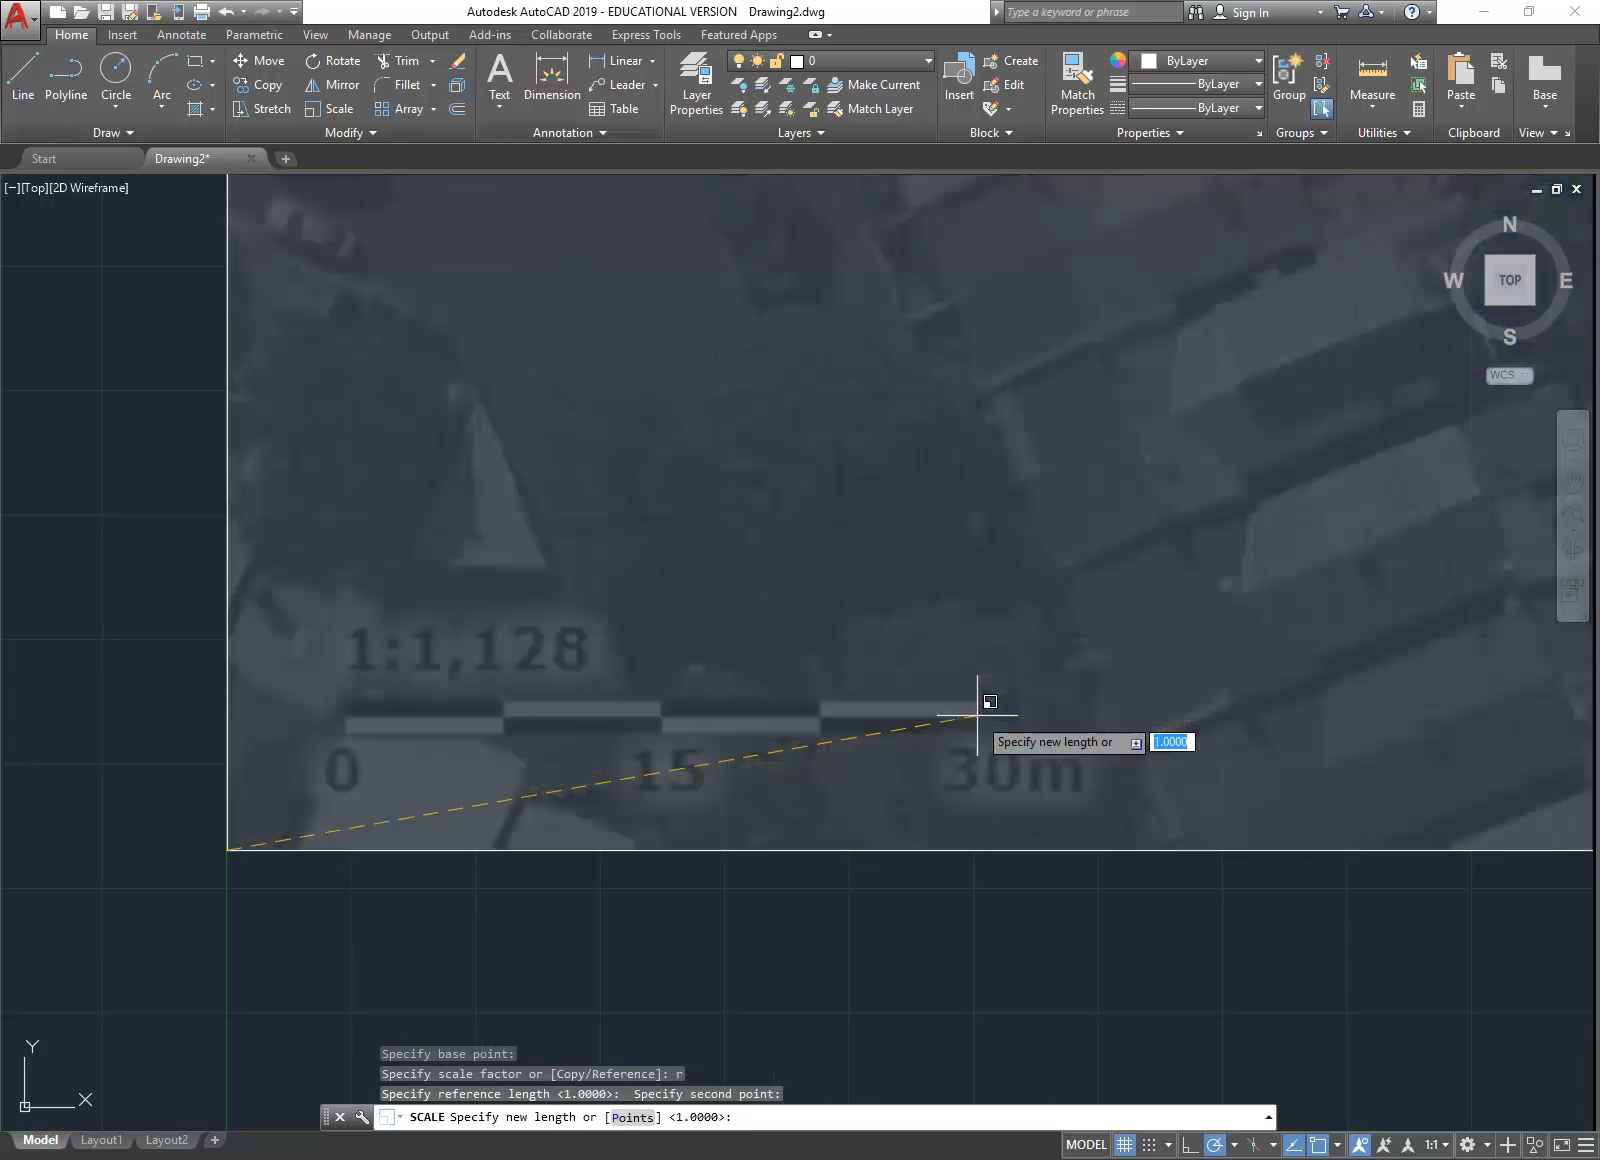 Autodesk AutoCAD 2019 - EDUCATIONAL VERSION Drawing2.dwg
Type a keyword or phrase
Sign In
Home Insert Annotate Parametric View Manage Output Add-ins Collaborate Express Tools Featured Apps
Line Polyline Circle Arc
Move Rotate Trim
Copy Mirror Fillet
Stretch Scale Array
Text Dimension
Linear
Leader
Table
Layer Properties
0
Make Current
Match Layer
Insert
Create
Edit
Match Properties
ByLayer
ByLayer
ByLayer
Group
Measure
Paste
Base
Draw Modify Annotation Layers Block Properties Groups Utilities Clipboard View
Start Drawing2*
[−][Top][2D Wireframe]
N
W TOP E
S
WCS
1:1,128
0 15 30m
Specify new length or 1.0000
Y
X
Specify base point:
Specify scale factor or [Copy/Reference]: r
Specify reference length <1.0000>: Specify second point:
SCALE Specify new length or [Points] <1.0000>:
Model Layout1 Layout2
MODEL 1:1